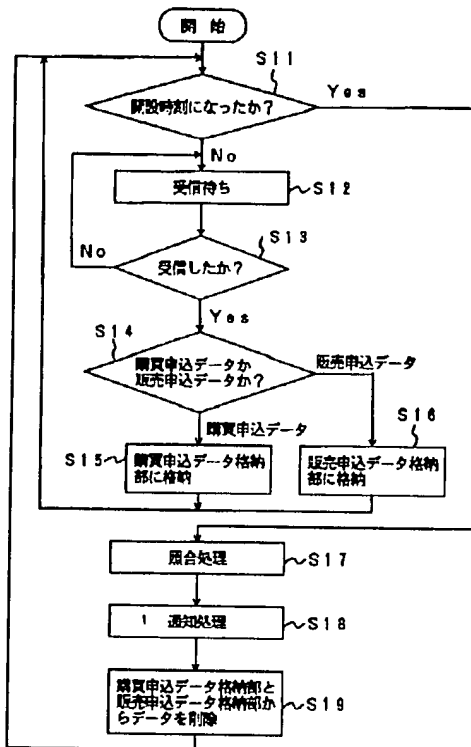 開 始
S11
開設時刻になったか?
Yes
No
受信待ち
S12
S13
No
受信したか?
Yes
S14
購買申込データか
販売申込データか?
販売申込データ
購買申込データ
S16
S15
購買申込データ格納
部に格納
販売申込データ格納
部に格納
照合処理
S17
通知処理
S18
購買申込データ格納部と
販売申込データ格納部か
らデータを削除
S19